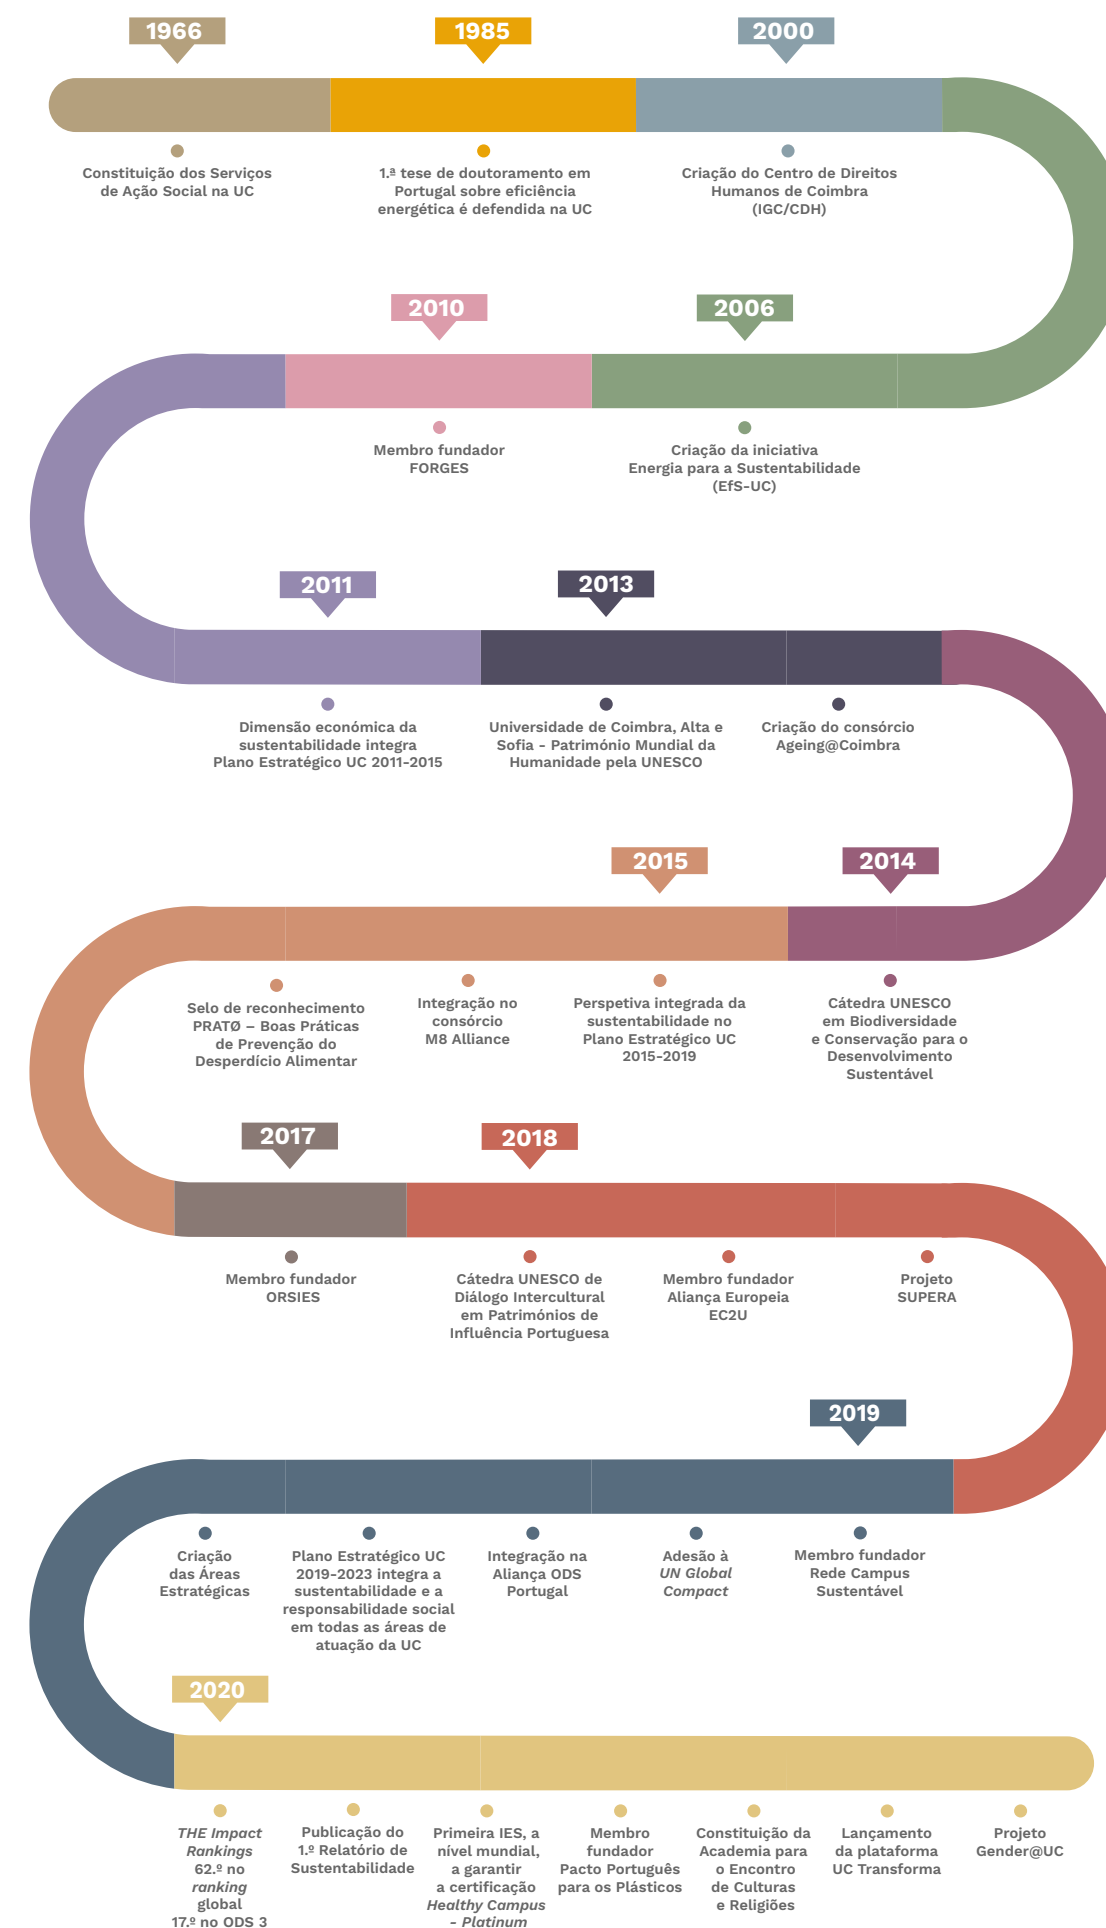 1966
1985
2000
Constituição dos Serviços
de Ação Social na UC
1.ª tese de doutoramento em
Portugal sobre eficiência
energética é defendida na UC
Criação do Centro de Direitos
Humanos de Coimbra
(IGC/CDH)
2006
2010
Criação da iniciativa
Energia para a Sustentabilidade
(EfS-UC)
Membro fundador
FORGES
2011
2013
Dimensão económica da
sustentabilidade integra
Plano Estratégico UC 2011-2015
Universidade de Coimbra, Alta e
Sofia - Património Mundial da
Humanidade pela UNESCO
Criação do consórcio
Ageing@Coimbra
2014
2015
Cátedra UNESCO
em Biodiversidade
e Conservação para o
Desenvolvimento
Sustentável
Perspetiva integrada da
sustentabilidade no
Plano Estratégico UC
2015-2019
Integração no
consórcio
M8 Alliance
Selo de reconhecimento
PRATØ – Boas Práticas
de Prevenção do
Desperdício Alimentar
2017
2018
Membro fundador
ORSIES
Cátedra UNESCO de
Diálogo Intercultural
em Patrimónios de
Influência Portuguesa
Membro fundador
Aliança Europeia
EC2U
Projeto
SUPERA
2019
Membro fundador
Rede Campus
Sustentável
Adesão à
UN Global
Compact
Integração na
Aliança ODS
Portugal
Plano Estratégico UC
2019-2023 integra a
sustentabilidade e a
responsabilidade social
em todas as áreas de
atuação da UC
Criação
das Áreas
Estratégicas
2020
THE Impact
Rankings
62.º no
ranking
global
17.º no ODS 3
Publicação do
1.º Relatório de
Sustentabilidade
Primeira IES, a
nível mundial,
a garantir
a certificação
Healthy Campus
- Platinum
Membro
fundador
Pacto Português
para os Plásticos
Constituição da
Academia para
o Encontro
de Culturas
e Religiões
Lançamento
da plataforma
UC Transforma
Projeto
Gender@UC